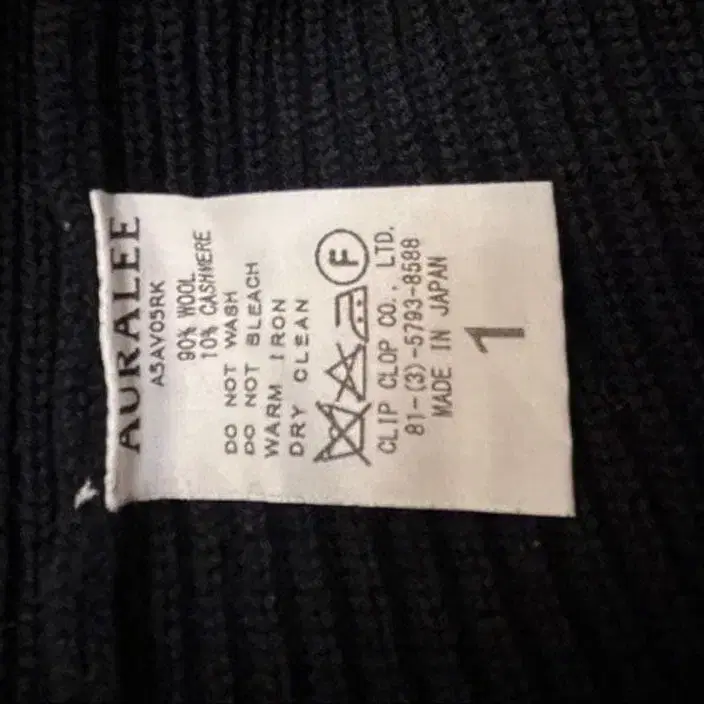 AURALEE
A5AV05RK
90% WOOL
10% CASHMERE
DO NOT WASH
DO NOT BLEACH
WARM IRON
DRY CLEAN
F
CLIP CLOP CO., LTD.
81-(3)-5793-8588
MADE IN JAPAN
1